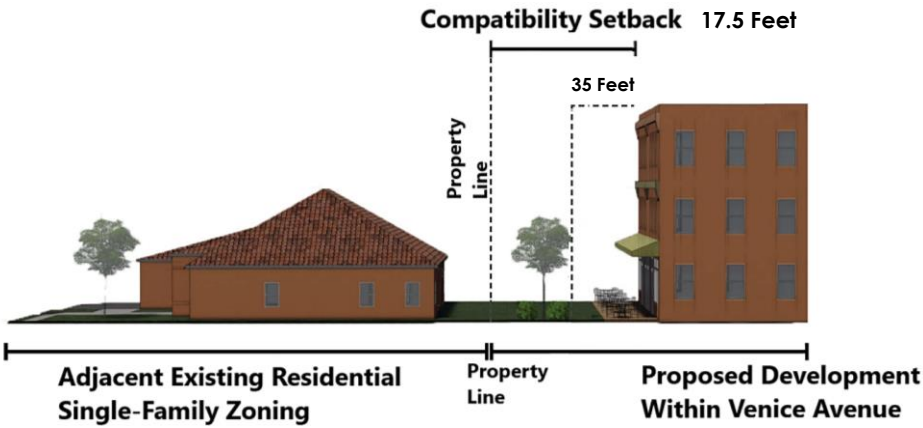 Compatibility Setback 17.5 Feet
35 Feet
Property
Line
Adjacent Existing Residential
Single-Family Zoning
Property
Line
Proposed Development
Within Venice Avenue